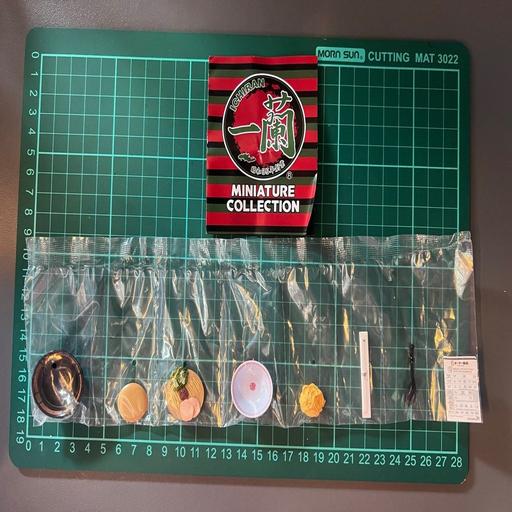 MORN SUN® CUTTING MAT 3022
ICHIRAN
一蘭
MINIATURE
COLLECTION
0 1 2 3 4 5 6 7 8 9 10 11 12 13 14 15 16 17 18 19
0 1 2 3 4 5 6 7 8 9 10 11 12 13 14 15 16 17 18 19 20 21 22 23 24 25 26 27 28